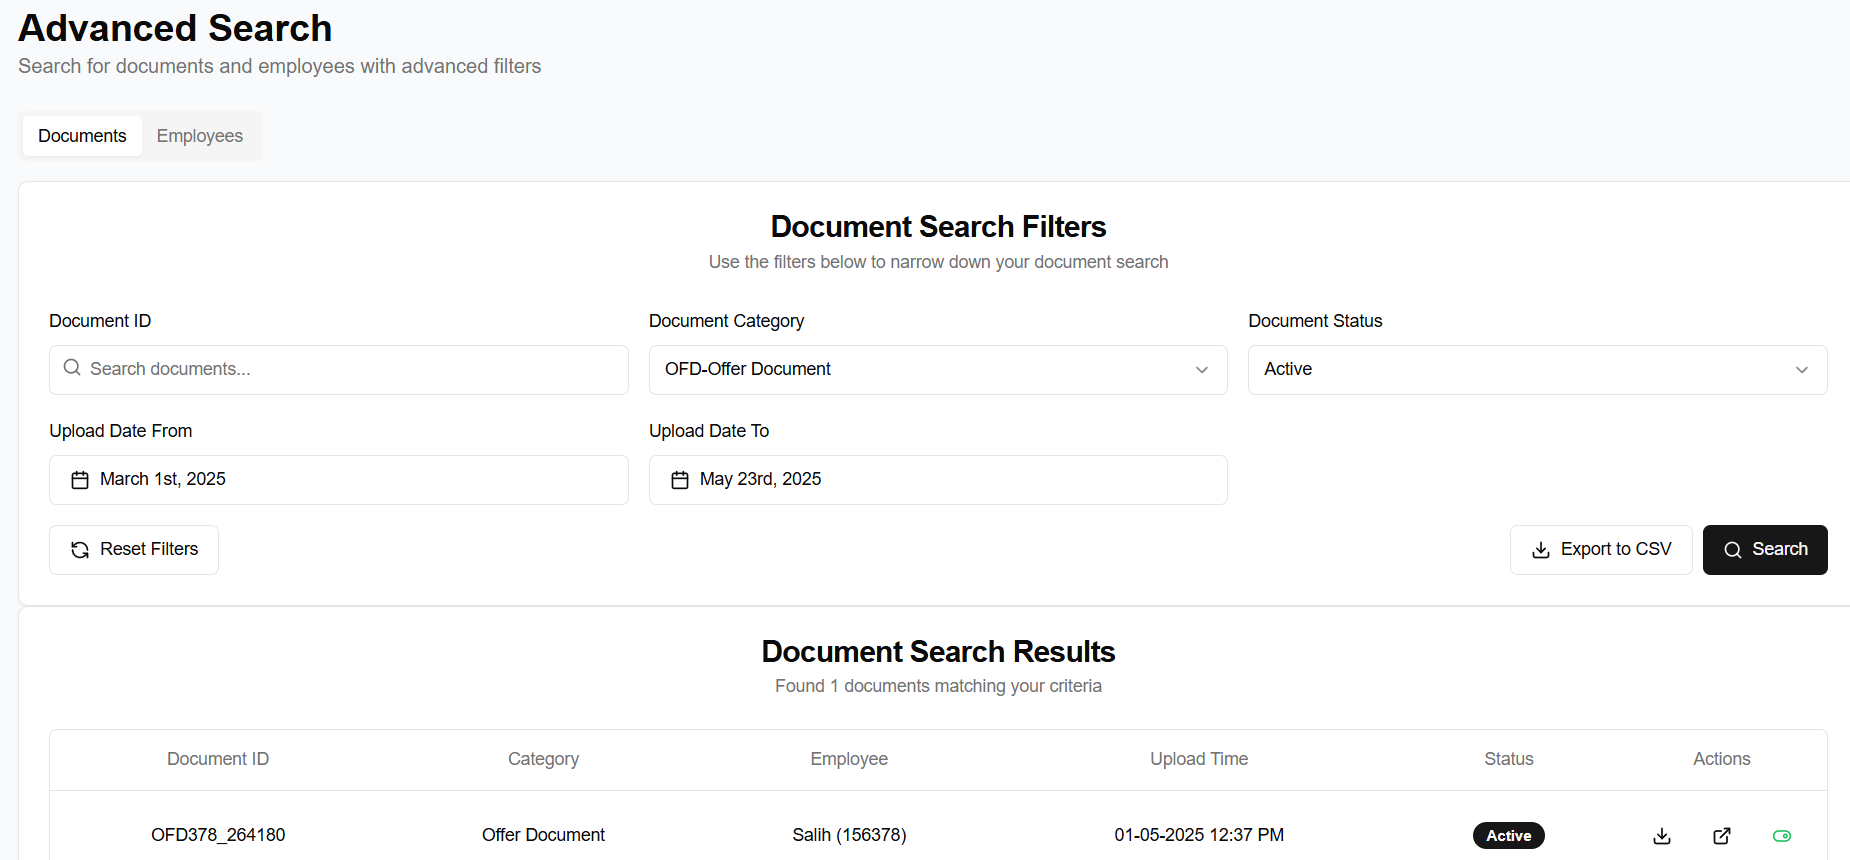 Advanced Search
Search for documents and employees with advanced filters
Documents Employees
Document Search Filters
Use the filters below to narrow down your document search
Document ID Document Category Document Status
Search documents... OFD-Offer Document Active
Upload Date From Upload Date To
March 1st, 2025 May 23rd, 2025
Reset Filters Export to CSV Search
Document Search Results
Found 1 documents matching your criteria
Document ID Category Employee Upload Time Status Actions
OFD378_264180 Offer Document Salih (156378) 01-05-2025 12:37 PM Active